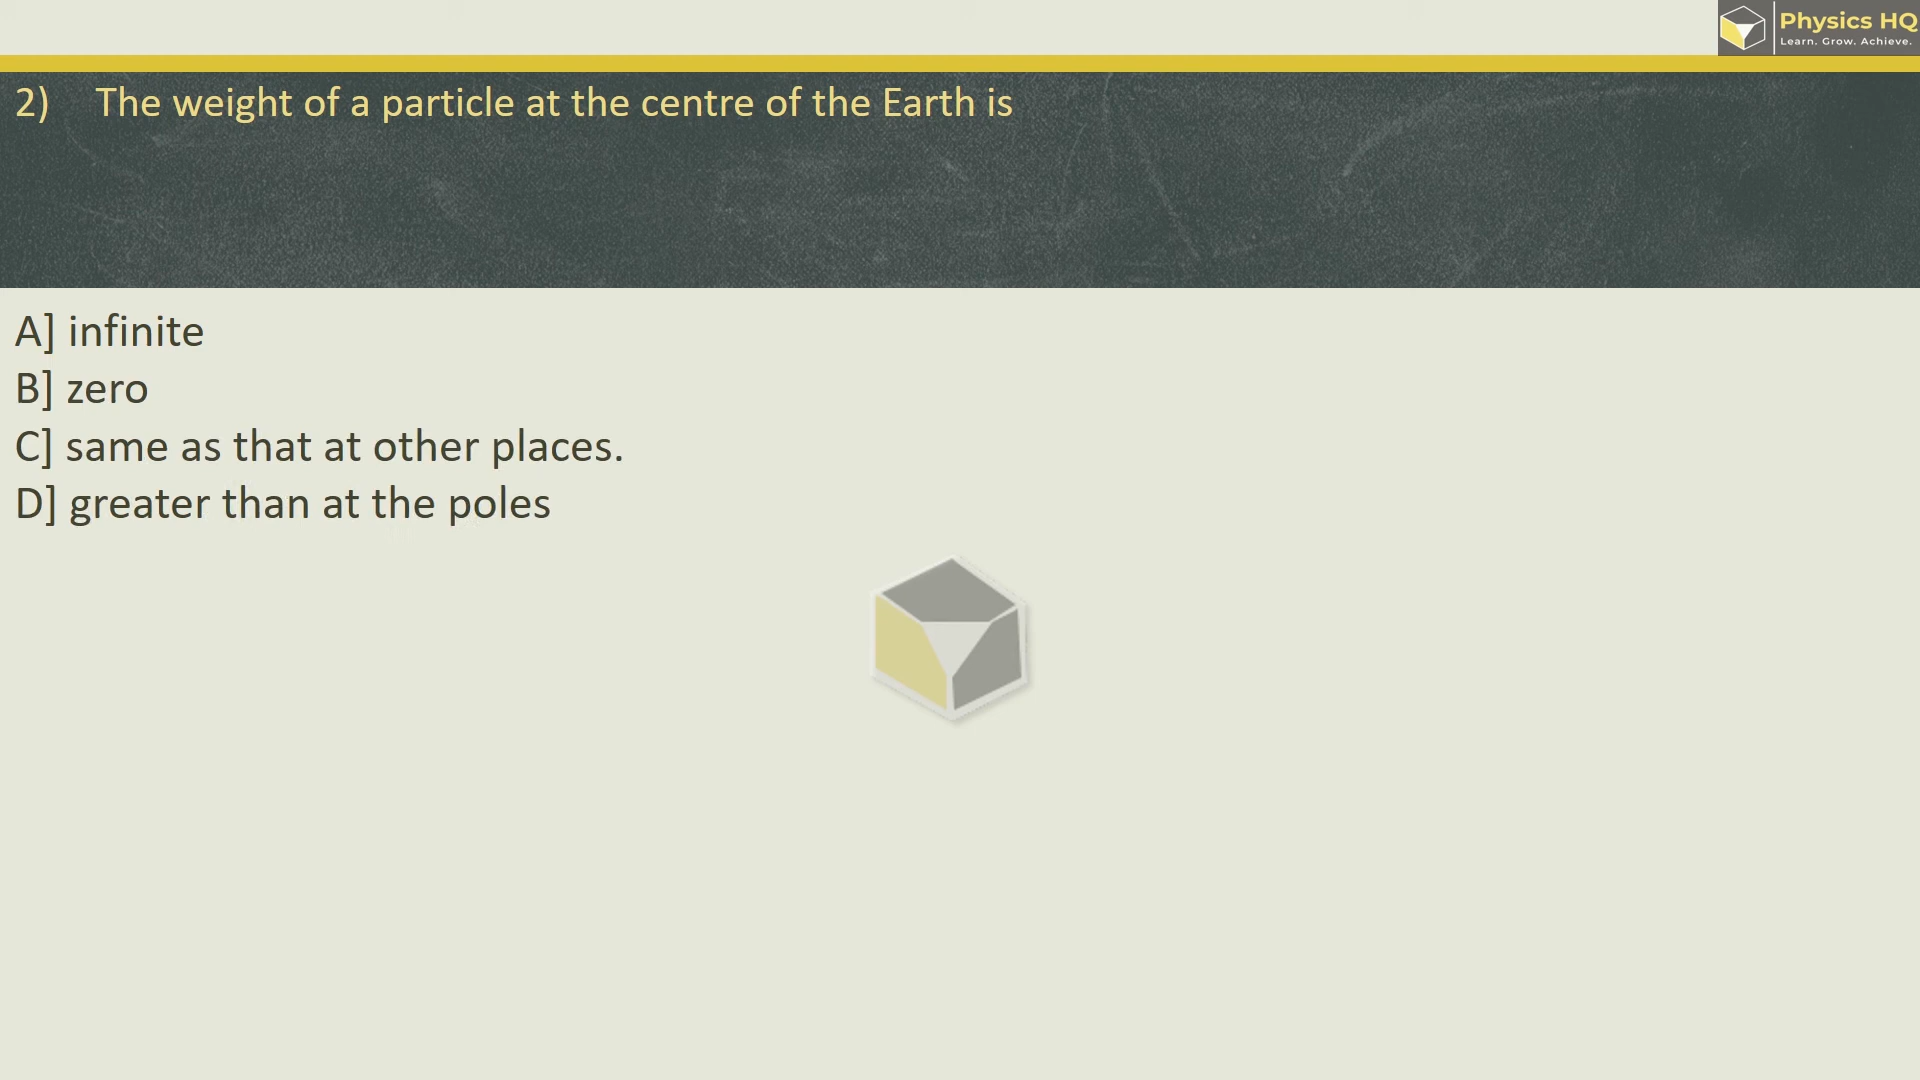 Physics HQ
Learn. Grow. Achieve.
2) The weight of a particle at the centre of the Earth is
A] infinite
B] zero
C] same as that at other places.
D] greater than at the poles